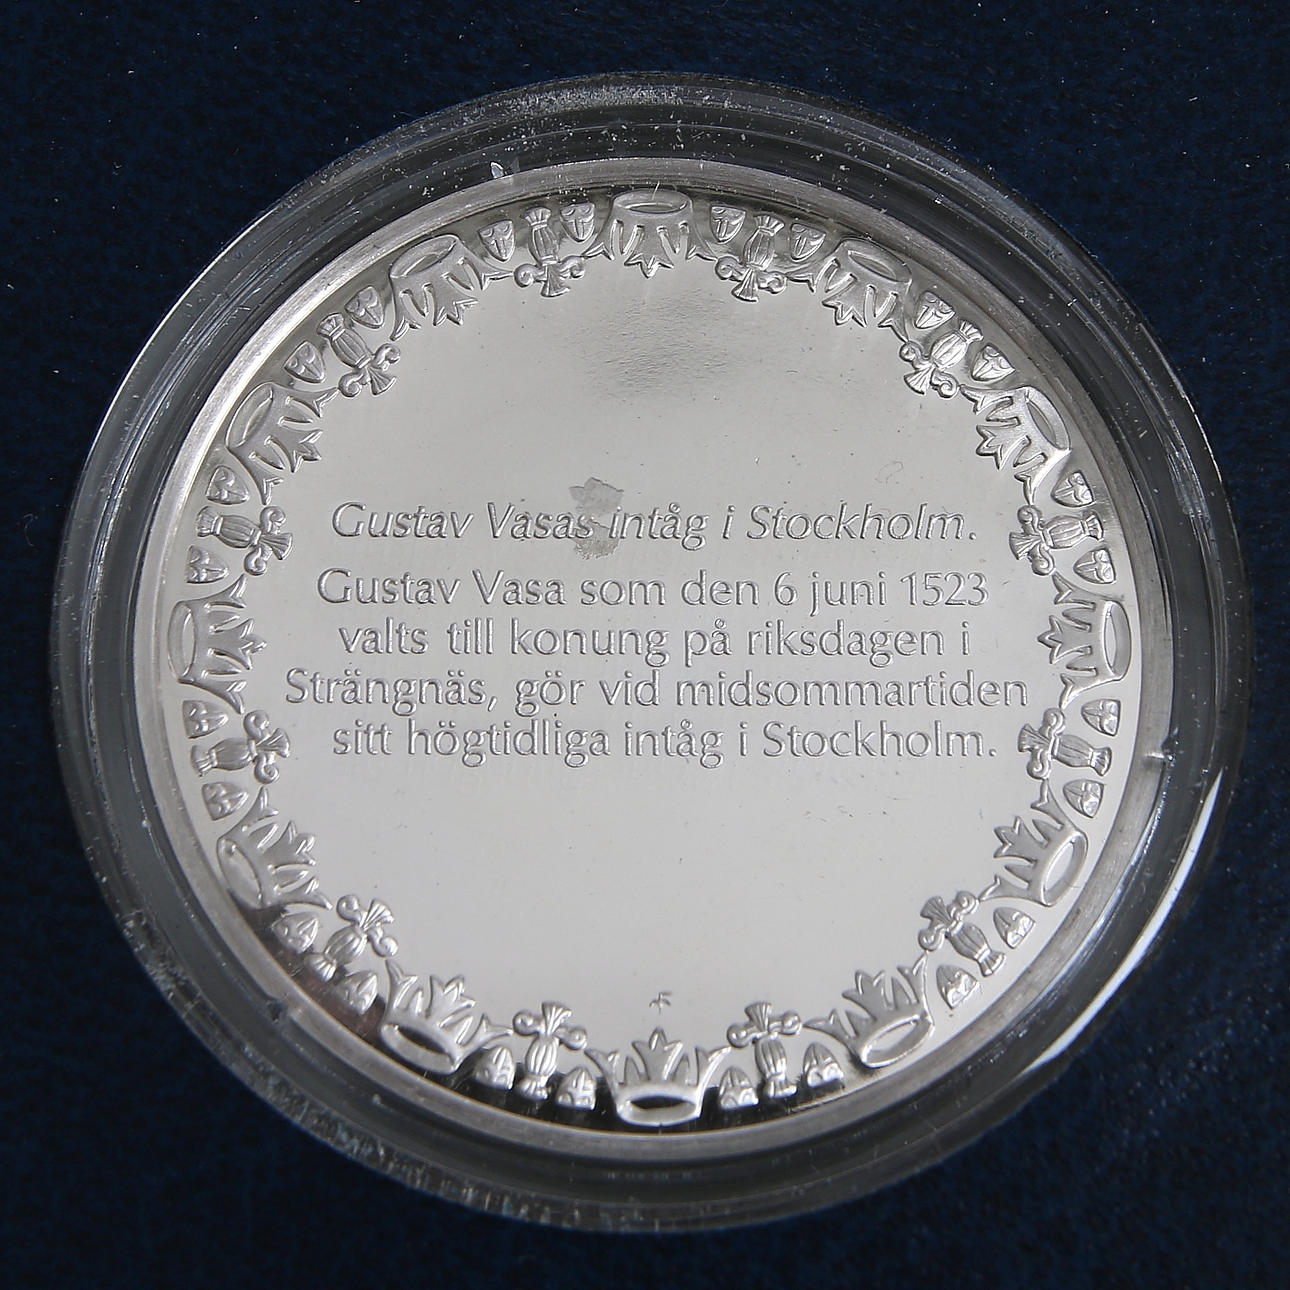 Gustav Vasas intåg i Stockholm.
Gustav Vasa som den 6 juni 1523
valts till konung på riksdagen i
Strängnäs, gör vid midsommartiden
sitt högtidliga intåg i Stockholm.